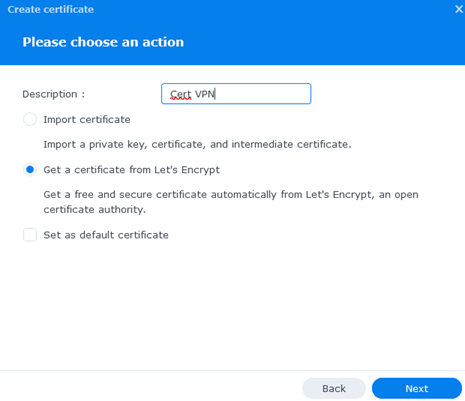 Create certificate
Please choose an action
Description :
Cert VPN
Import certificate
Import a private key, certificate, and intermediate certificate.
Get a certificate from Let's Encrypt
Get a free and secure certificate automatically from Let's Encrypt, an open
certificate authority.
Set as default certificate
Back
Next